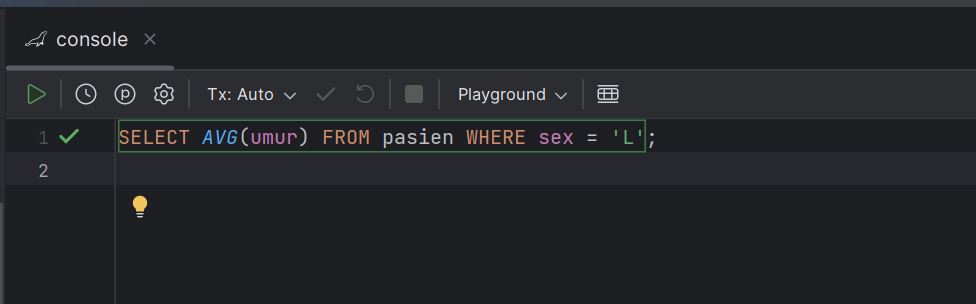 console
Tx: Auto
Playground
1 SELECT AVG(umur) FROM pasien WHERE sex = 'L';
2